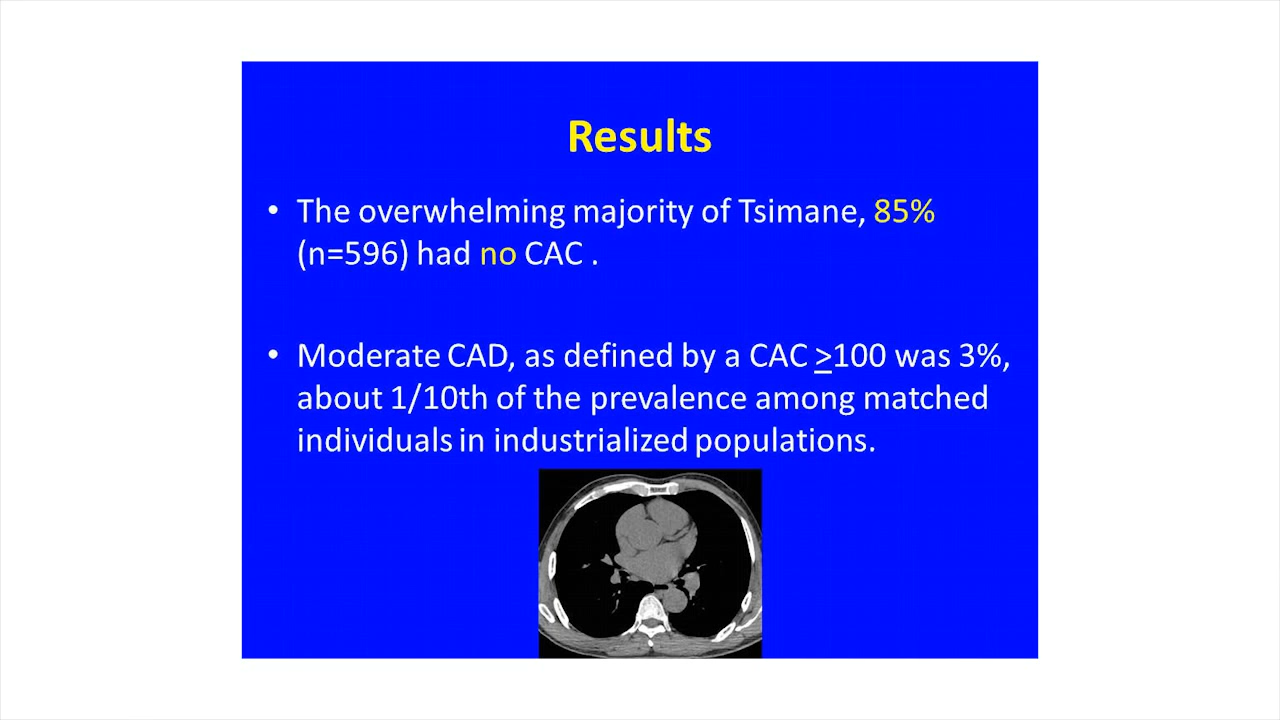 Results
• The overwhelming majority of Tsimane, 85%
(n=596) had no CAC .
• Moderate CAD, as defined by a CAC >100 was 3%,
about 1/10th of the prevalence among matched
individuals in industrialized populations.